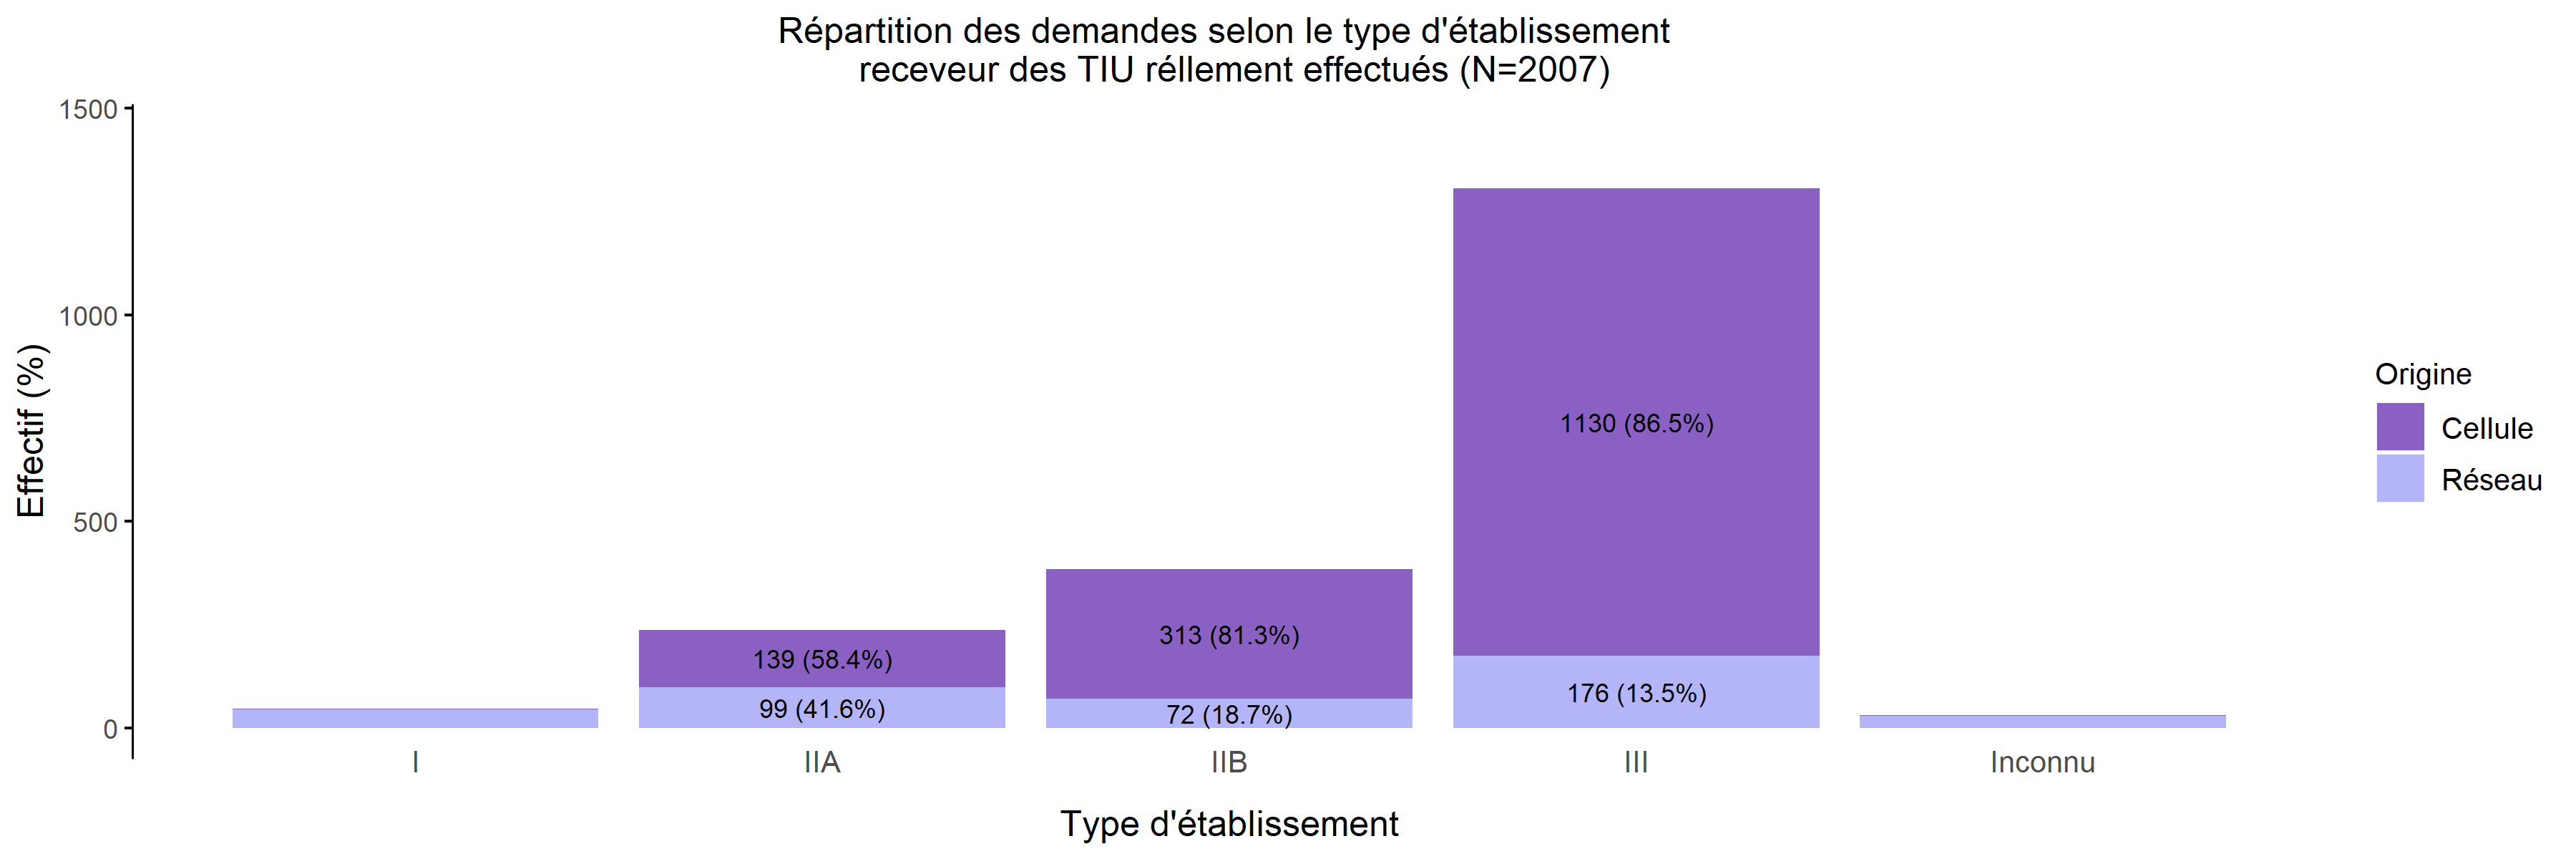 Répartition des demandes selon le type d'établissement
receveur des TIU réllement effectués (N=2007)
Effectif (%)
1500
1000
500
0
1130 (86.5%)
313 (81.3%)
139 (58.4%)
176 (13.5%)
99 (41.6%)
72 (18.7%)
I
IIA
IIB
III
Inconnu
Type d'établissement
Origine
Cellule
Réseau